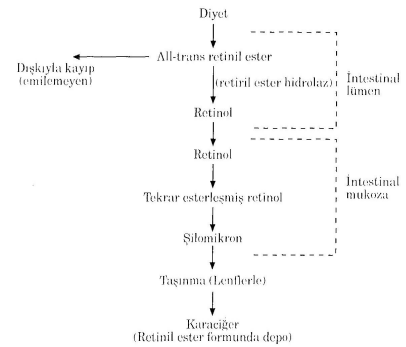 Diyet
All-trans retinil ester
Dışkıyla kayıp
(emilemeyen)
(retiril ester hidrolaz)
İntestinal
lümen
Retinol
Retinol
İntestinal
mukoza
Tekrar esterleşmiş retinol
Şilomikron
Taşınma (Lenflerle)
Karaciğer
(Retinil ester formunda depo)